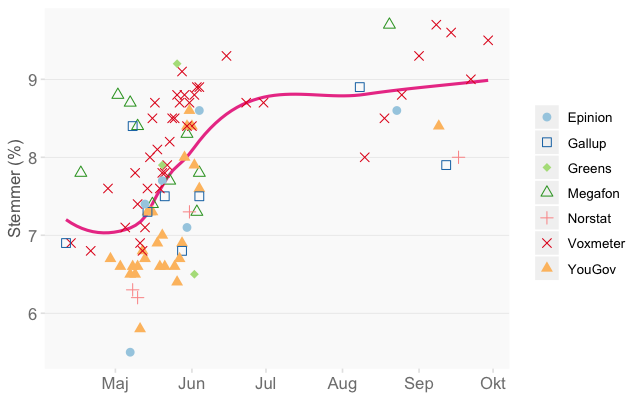 Stemmer (%)
9
8
7
6
Maj Jun Jul Aug Sep Okt
Epinion
Gallup
Greens
Megafon
Norstat
Voxmeter
YouGov